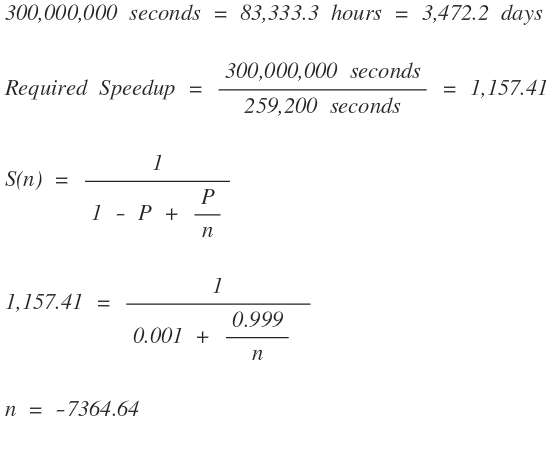 300,000,000 seconds = 83,333.3 hours = 3,472.2 days
Required Speedup = 300,000,000 seconds / 259,200 seconds = 1,157.41
S(n) = 1 / (1 - P + P/n)
1,157.41 = 1 / (0.001 + 0.999/n)
n = -7364.64